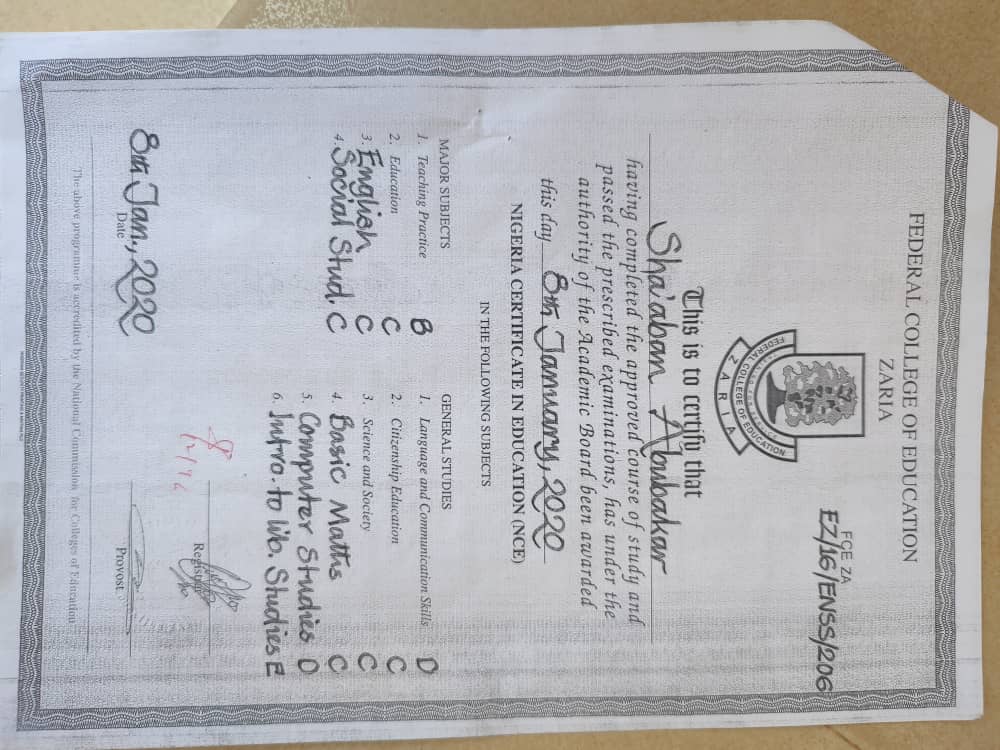 FEDERAL COLLEGE OF EDUCATION
ZARIA
FCE ZA
EZ/16/ENSS/206
FEDERAL COLLEGE OF EDUCATION
ZARIA
This is to certify that
Sha'aban Abubakar
having completed the approved course of study and
passed the prescribed examinations, has under the
authority of the Academic Board been awarded
this day 8th January, 2020
NIGERIA CERTIFICATE IN EDUCATION (NCE)
IN THE FOLLOWING SUBJECTS
MAJOR SUBJECTS
1. Teaching Practice B
2. Education C
3. English C
4. Social Stud. C
GENERAL STUDIES
1. Language and Communication Skills D
2. Citizenship Education C
3. Science and Society C
4. Basic Maths C
5. Computer Studies D
6. Intro. to Lib. Studies E
8th Jan., 2020
Date
Registrar
Provost
The above programme is accredited by the National Commission for Colleges of Education